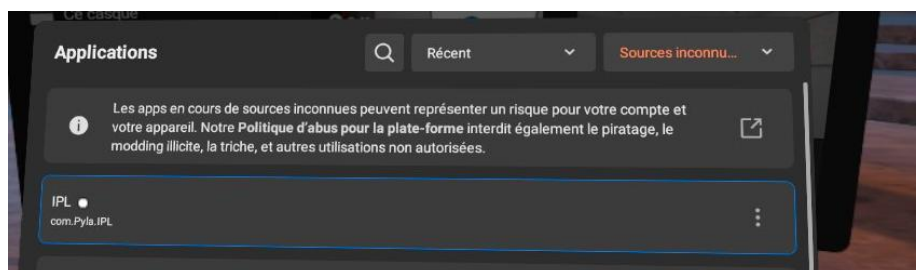 Ce casque
Applications
Récent
Sources inconnu...
Les apps en cours de sources inconnues peuvent représenter un risque pour votre compte et
votre appareil. Notre Politique d'abus pour la plate-forme interdit également le piratage, le
modding illicite, la triche, et autres utilisations non autorisées.
IPL
com.Pyla.IPL